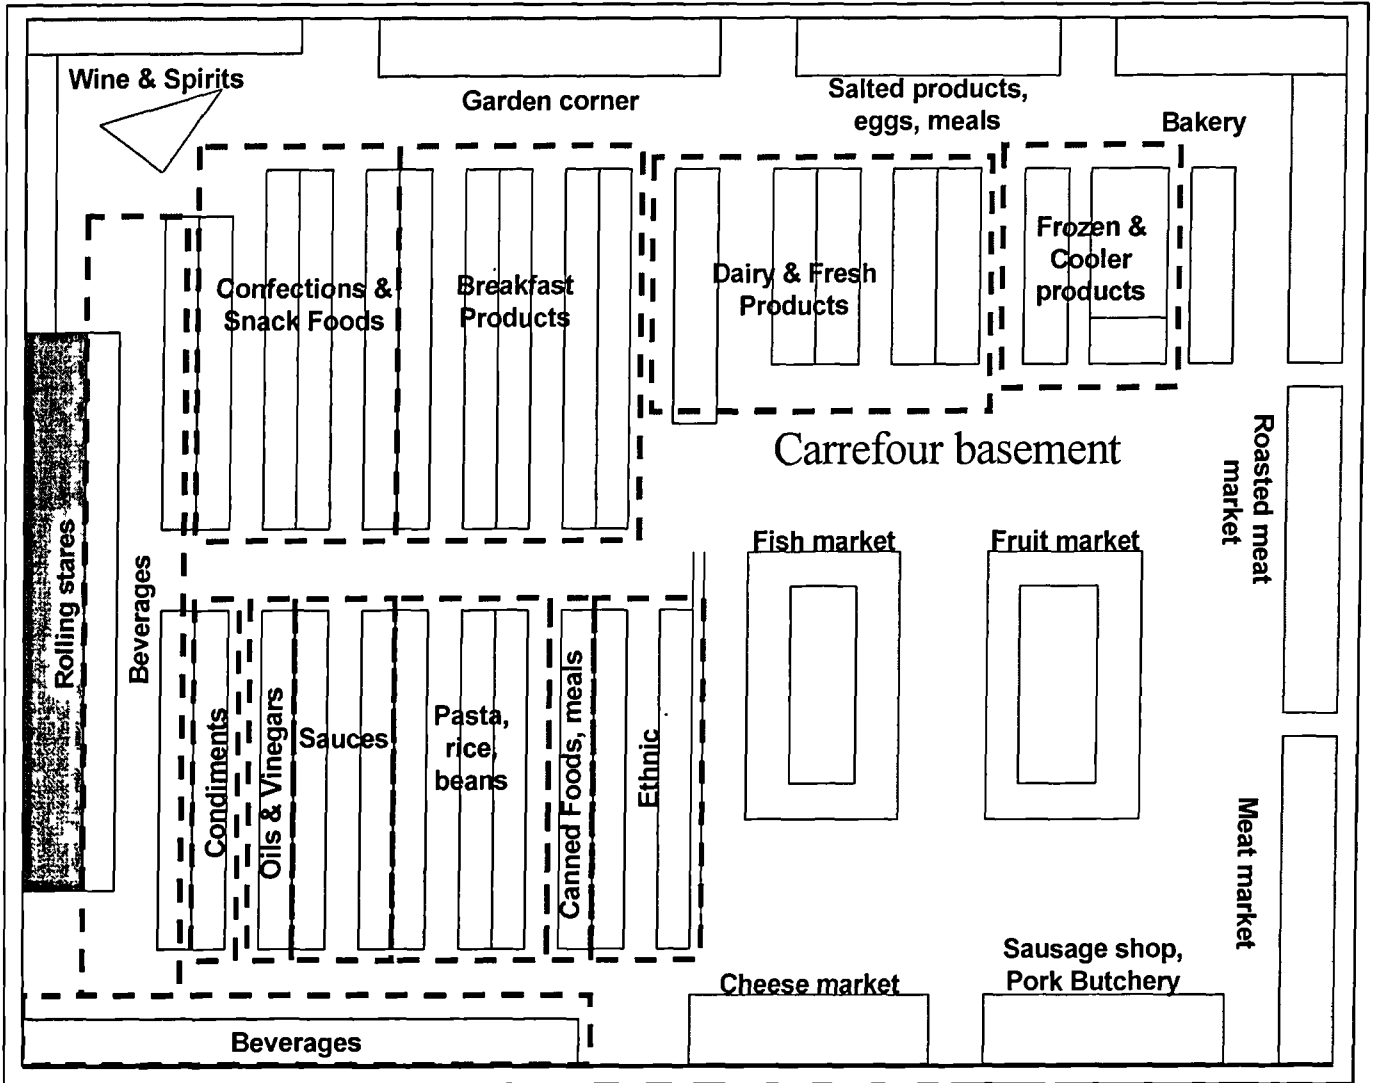 Wine & Spirits
Garden corner
Salted products,
eggs, meals
Bakery
Confections &
Snack Foods
Breakfast
Products
Dairy & Fresh
Products
Frozen &
Cooler
products
Carrefour basement
Roasted meat
market
Rolling stares
Beverages
Fish market
Fruit market
Condiments
Oils & Vinegars
Sauces
Pasta,
rice,
beans
Canned Foods, meals
Ethnic
Meat market
Cheese market
Sausage shop,
Pork Butchery
Beverages